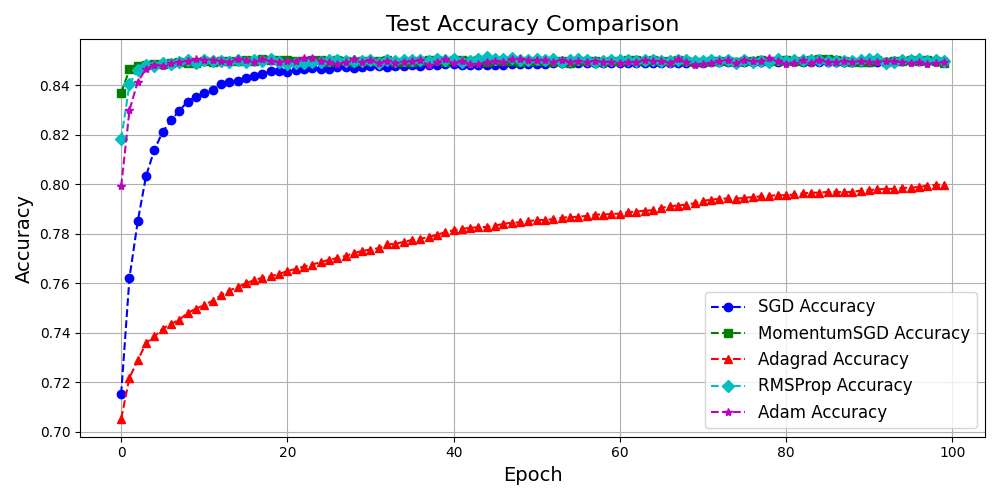 Test Accuracy Comparison
Accuracy
0.84
0.82
0.80
0.78
0.76
0.74
0.72
0.70
SGD Accuracy
MomentumSGD Accuracy
Adagrad Accuracy
RMSProp Accuracy
Adam Accuracy
0 20 40 60 80 100
Epoch